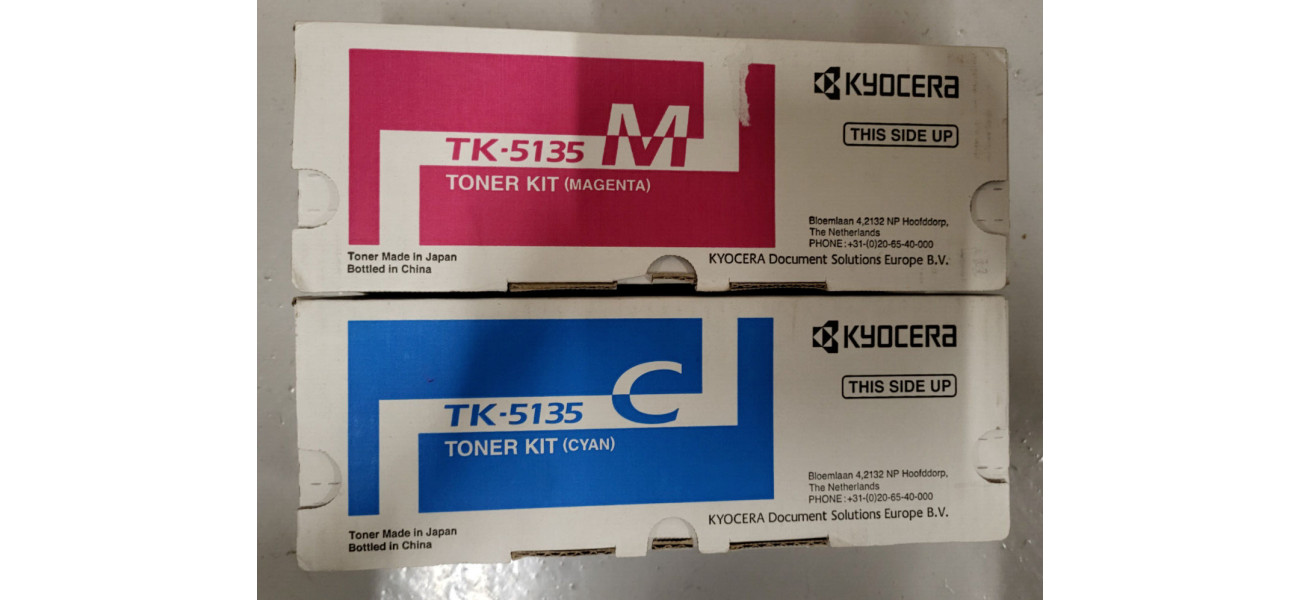 KYOCERA
THIS SIDE UP
TK-5135 M
TONER KIT (MAGENTA)
Bloemlaan 4,2132 NP Hoofddorp,
The Netherlands
PHONE:+31-(0)20-65-40-000
KYOCERA Document Solutions Europe B.V.
Toner Made in Japan
Bottled in China
KYOCERA
THIS SIDE UP
TK-5135 C
TONER KIT (CYAN)
Bloemlaan 4,2132 NP Hoofddorp,
The Netherlands
PHONE:+31-(0)20-65-40-000
KYOCERA Document Solutions Europe B.V.
Toner Made in Japan
Bottled in China